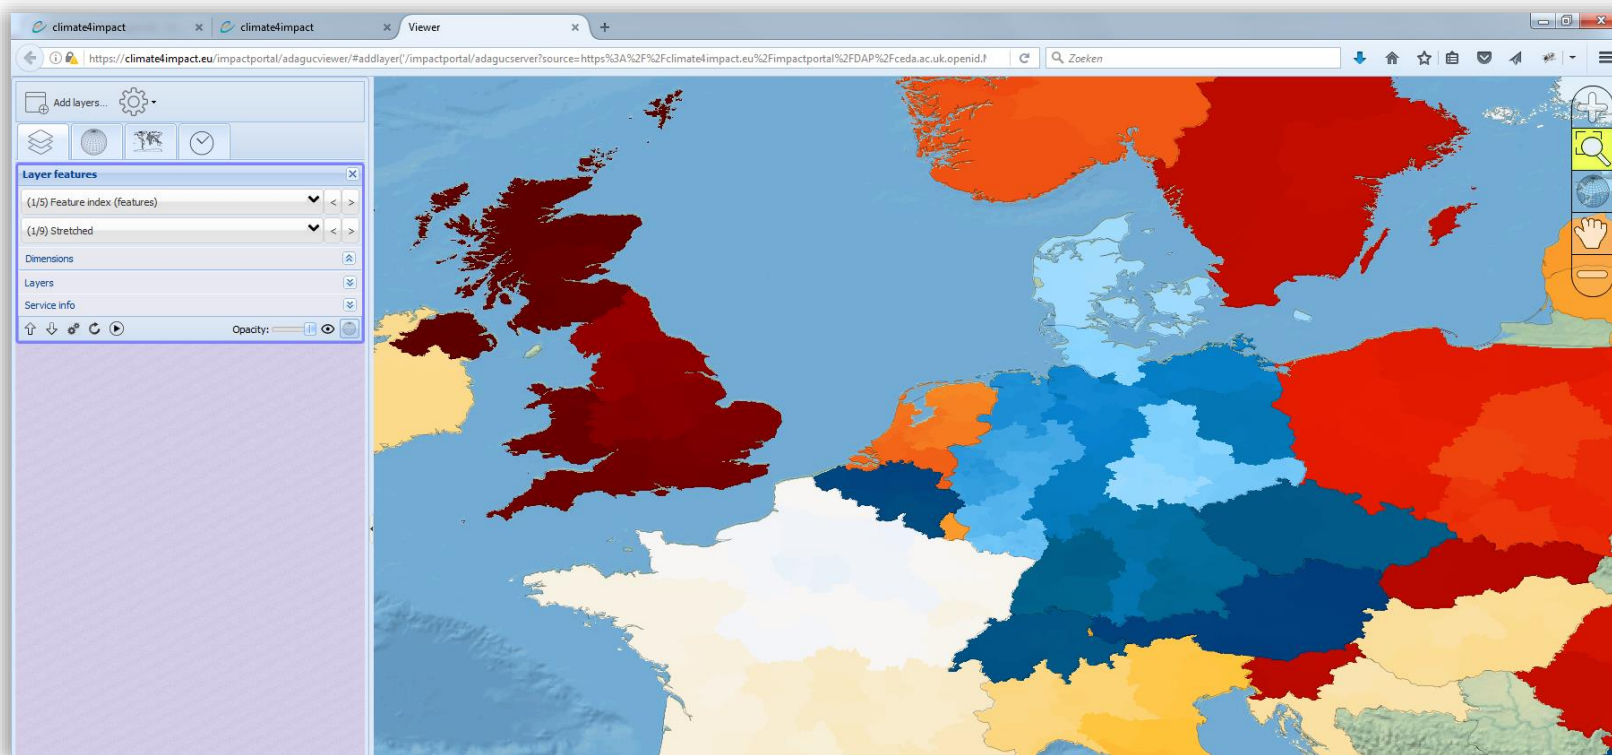 climate4impact
climate4impact
Viewer
https://climate4impact.eu/impactportal/adagucviewer/#addlayer('/impactportal/adagucserver?source=https%3A%2F%2Fclimate4impact.eu%2Fimpactportal%2FDAP%2Fceda.ac.uk.openid.
Zoeken
Add layers...
Layer features
(1/5) Feature index (features)
< >
(1/9) Stretched
< >
Dimensions
Layers
Service info
Opacity: